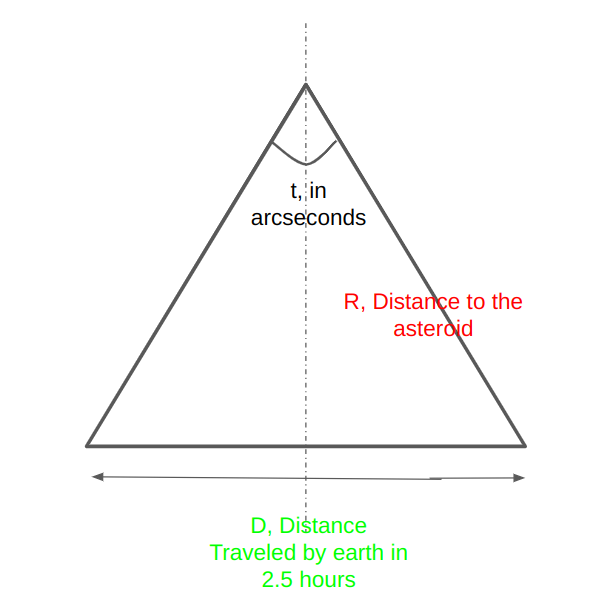 t, in
arcseconds
R, Distance to the
asteroid
D, Distance
Traveled by earth in
2.5 hours